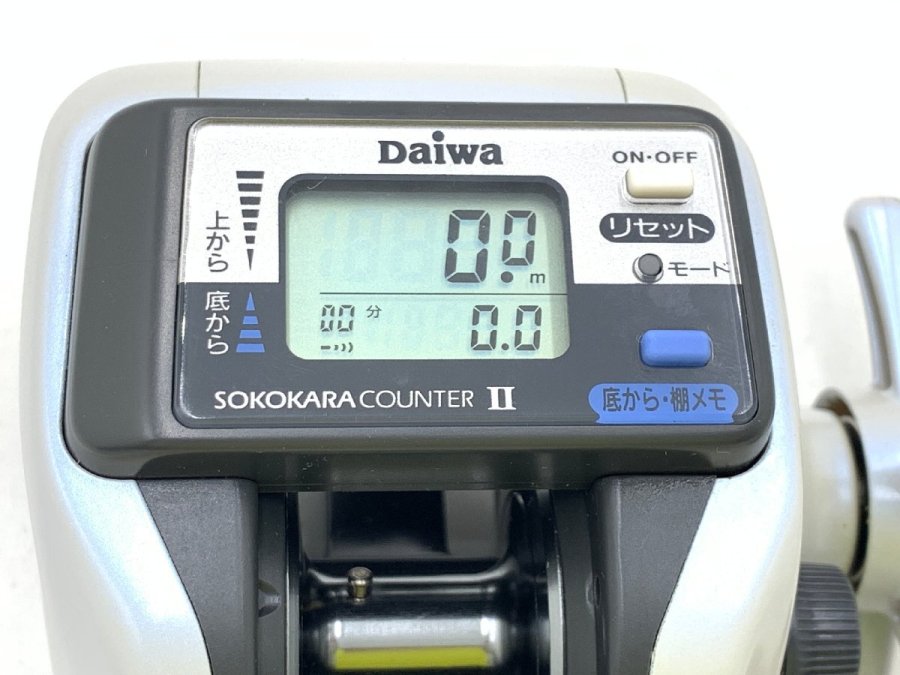 Daiwa
ON・OFF
リセット
モード
上から
底から
0.0 m
00 分
0.0
SOKOKARA COUNTER II
底から・棚メモ